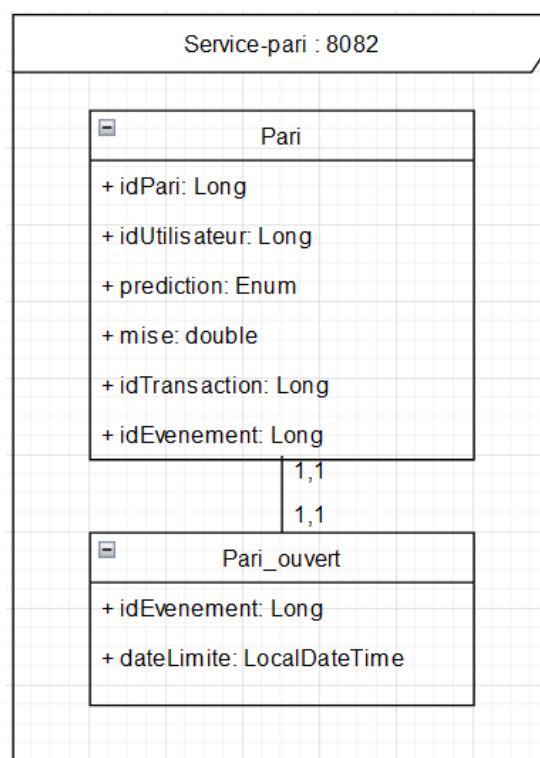 Service-pari : 8082
Pari
+ idPari: Long
+ idUtilisateur: Long
+ prediction: Enum
+ mise: double
+ idTransaction: Long
+ idEvenement: Long
1,1
1,1
Pari_ouvert
+ idEvenement: Long
+ dateLimite: LocalDateTime